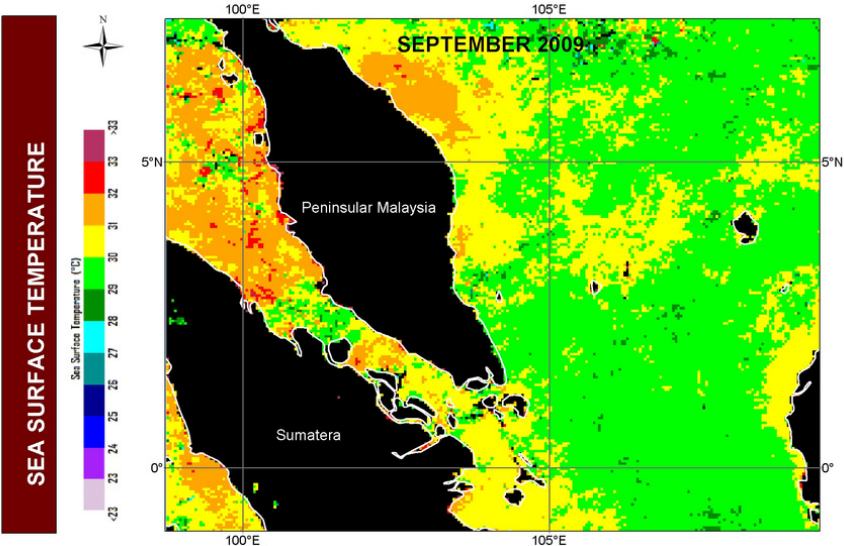 100°E
105°E
SEPTEMBER 2009
N
SEA SURFACE TEMPERATURE
Sea Surface Temperature (°C)
>33
33
32
31
30
29
28
27
26
25
24
23
<23
5°N
5°N
Peninsular Malaysia
Sumatera
0°
0°
100°E
105°E